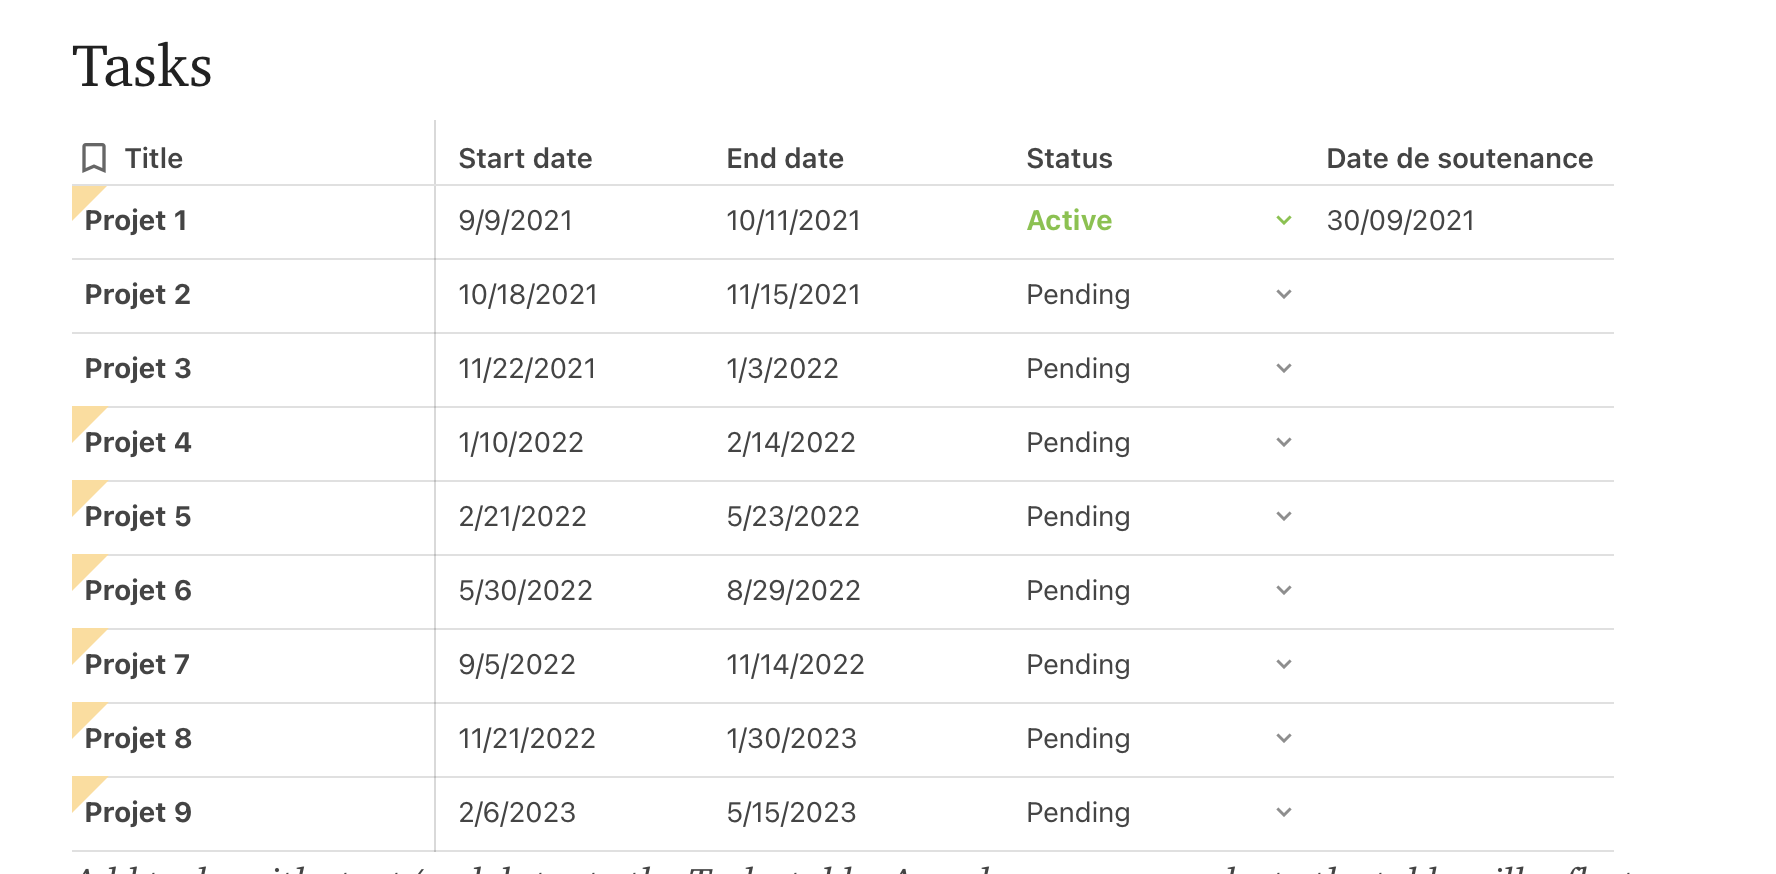 Tasks
Title Start date End date Status Date de soutenance
Projet 1 9/9/2021 10/11/2021 Active 30/09/2021
Projet 2 10/18/2021 11/15/2021 Pending
Projet 3 11/22/2021 1/3/2022 Pending
Projet 4 1/10/2022 2/14/2022 Pending
Projet 5 2/21/2022 5/23/2022 Pending
Projet 6 5/30/2022 8/29/2022 Pending
Projet 7 9/5/2022 11/14/2022 Pending
Projet 8 11/21/2022 1/30/2023 Pending
Projet 9 2/6/2023 5/15/2023 Pending